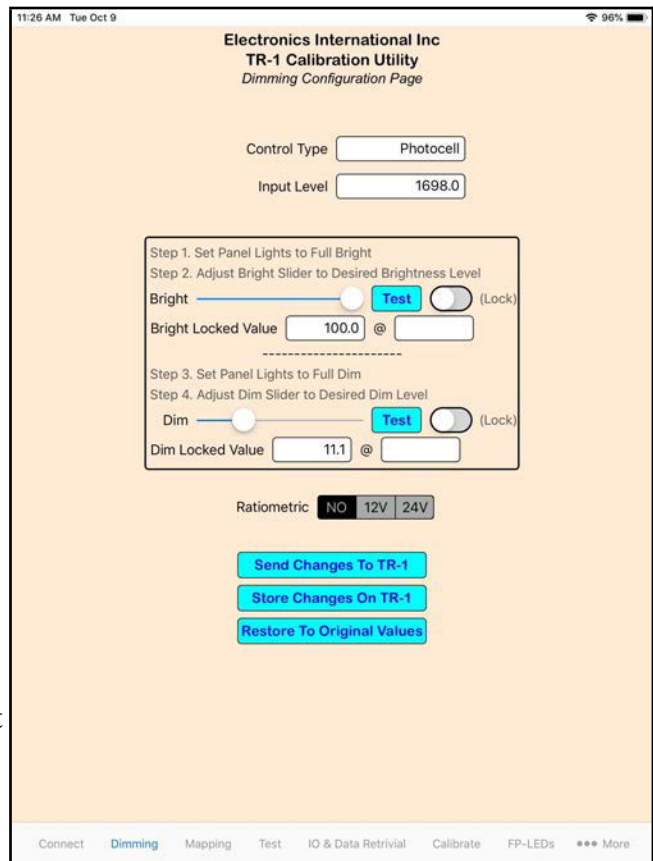 11:26 AM Tue Oct 9 96%
Electronics International Inc
TR-1 Calibration Utility
Dimming Configuration Page
Control Type Photocell
Input Level 1698.0
Step 1. Set Panel Lights to Full Bright
Step 2. Adjust Bright Slider to Desired Brightness Level
Bright Test (Lock)
Bright Locked Value 100.0 @
----------------------
Step 3. Set Panel Lights to Full Dim
Step 4. Adjust Dim Slider to Desired Dim Level
Dim Test (Lock)
Dim Locked Value 11.1 @
Ratiometric NO 12V 24V
Send Changes To TR-1
Store Changes On TR-1
Restore To Original Values
t
Connect Dimming Mapping Test IO & Data Retrivial Calibrate FP-LEDs ••• More